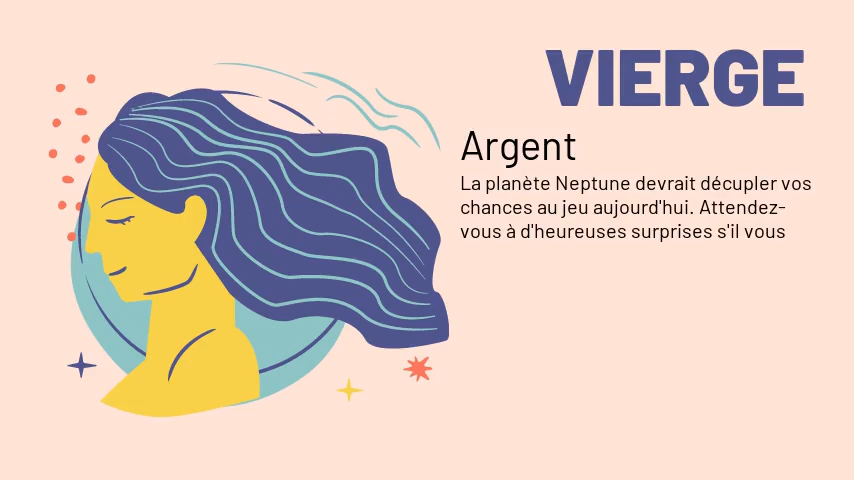 VIERGE
Argent
La planète Neptune devrait décupler vos
chances au jeu aujourd'hui. Attendez-
vous à d'heureuses surprises s'il vous